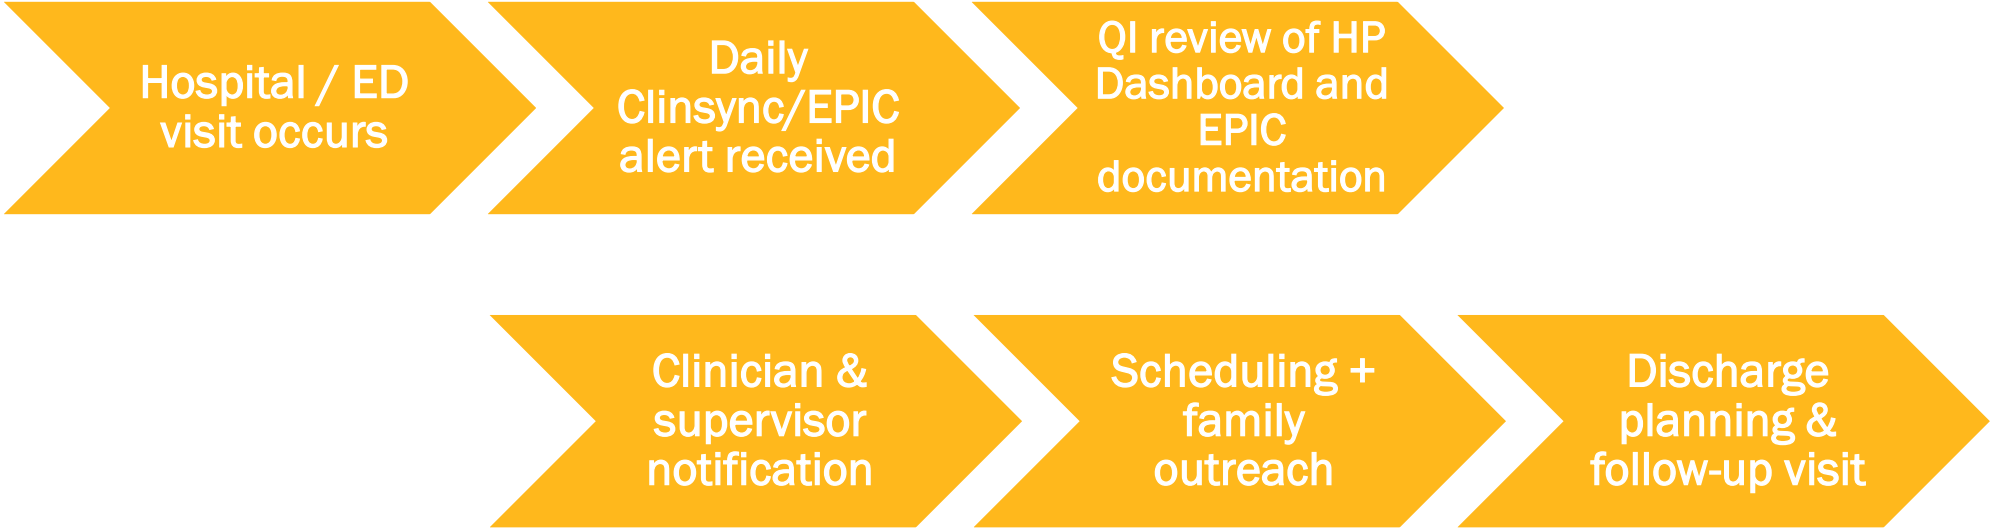 Hospital / ED
visit occurs
Daily
Clinsync/EPIC
alert received
QI review of HP
Dashboard and
EPIC
documentation
Clinician &
supervisor
notification
Scheduling +
family
outreach
Discharge
planning &
follow-up visit